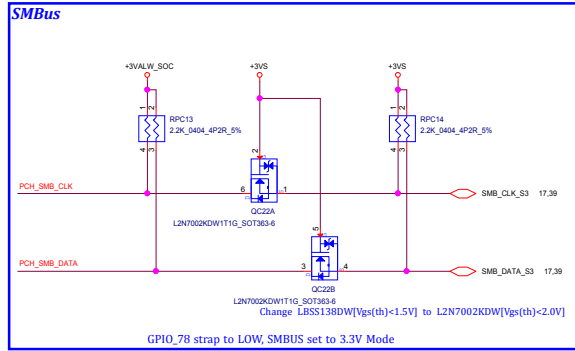 SMBus
+3VALW_SOC
+3VS
+3VS
1
2
RPC13
2.2K_0404_4P2R_5%
4
3
1
2
RPC14
2.2K_0404_4P2R_5%
4
3
2
PCH_SMB_CLK
6
1
SMB_CLK_S3 17,39
QC22A
L2N7002KDW1T1G_SOT363-6
5
PCH_SMB_DATA
3
4
SMB_DATA_S3 17,39
QC22B
L2N7002KDW1T1G_SOT363-6
Change LBSS138DW[Vgs(th)<1.5V] to L2N7002KDW[Vgs(th)<2.0V]
GPIO_78 strap to LOW, SMBUS set to 3.3V Mode